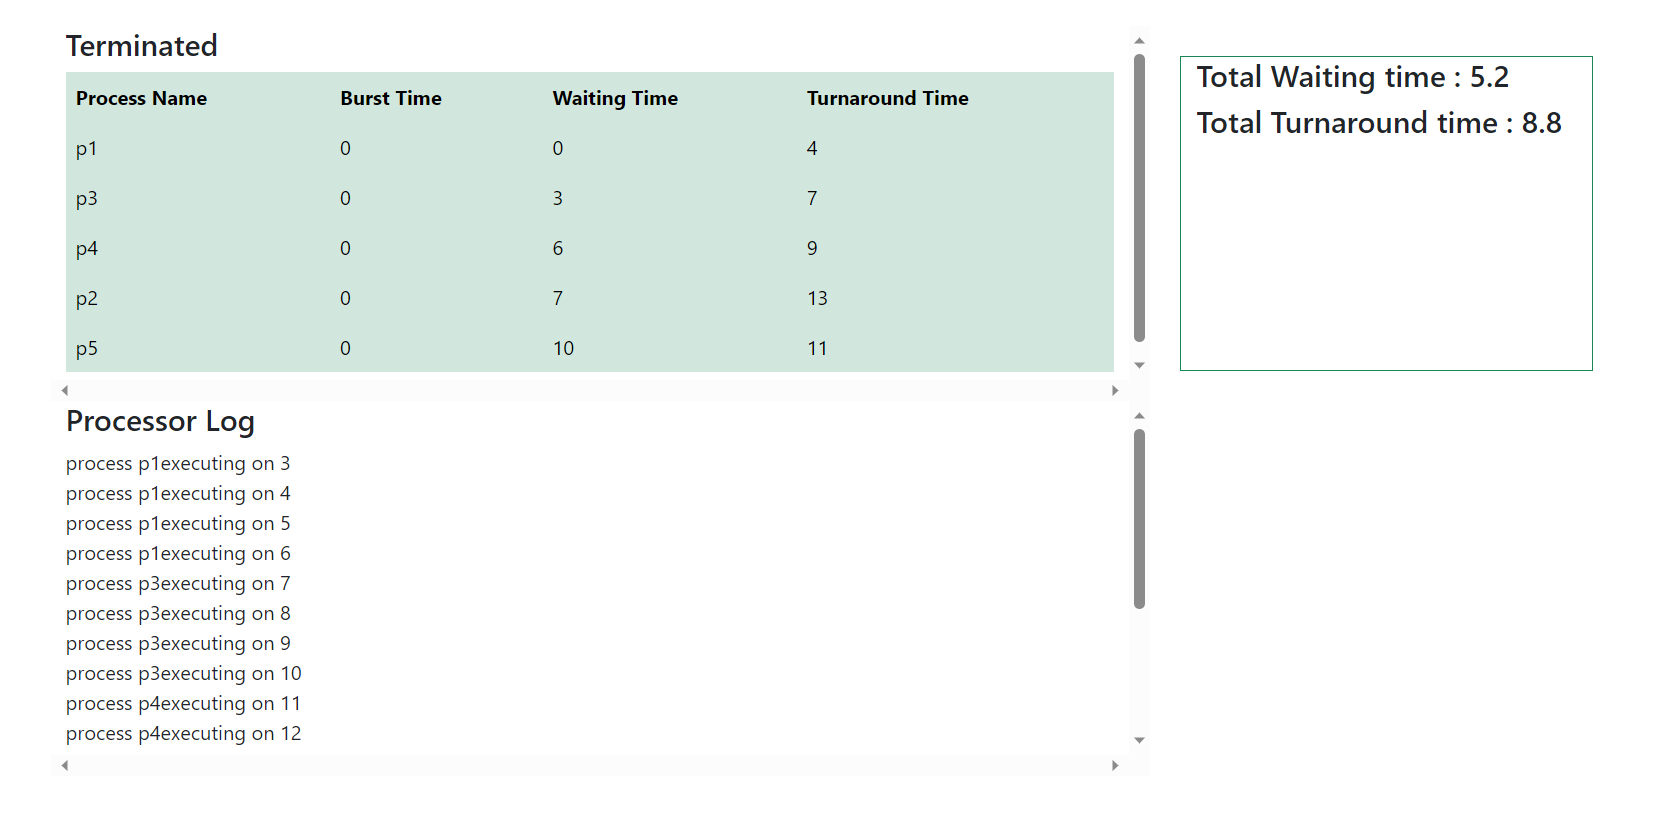 Terminated
Process Name Burst Time Waiting Time Turnaround Time
p1 0 0 4
p3 0 3 7
p4 0 6 9
p2 0 7 13
p5 0 10 11
Total Waiting time : 5.2
Total Turnaround time : 8.8
Processor Log
process p1executing on 3
process p1executing on 4
process p1executing on 5
process p1executing on 6
process p3executing on 7
process p3executing on 8
process p3executing on 9
process p3executing on 10
process p4executing on 11
process p4executing on 12